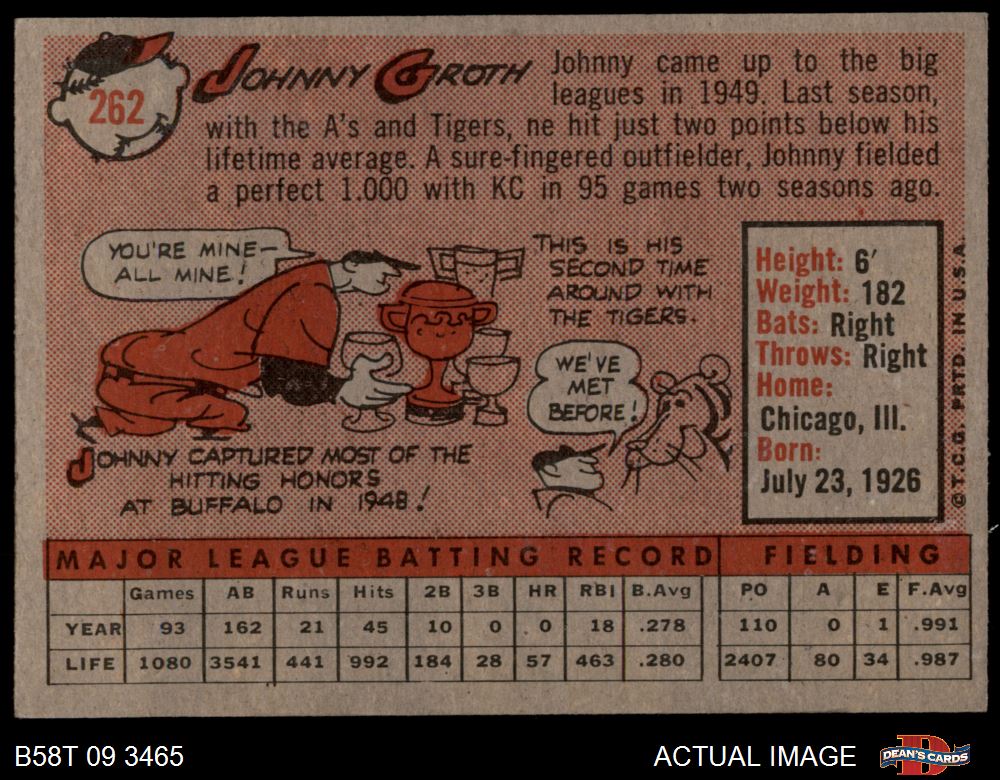 262
JOHNNY GROTH
Johnny came up to the big
leagues in 1949. Last season,
with the A's and Tigers, ne hit just two points below his
lifetime average. A sure-fingered outfielder, Johnny fielded
a perfect 1.000 with KC in 95 games two seasons ago.
YOU'RE MINE—
ALL MINE!
JOHNNY CAPTURED MOST OF THE
HITTING HONORS
AT BUFFALO IN 1948!
THIS IS HIS
SECOND TIME
AROUND WITH
THE TIGERS.
WE'VE
MET
BEFORE!
Height: 6′
Weight: 182
Bats: Right
Throws: Right
Home:
Chicago, Ill.
Born:
July 23, 1926
© T.C.G. PRTD. IN U.S.A.
MAJOR LEAGUE BATTING RECORD FIELDING
Games AB Runs Hits 2B 3B HR RBI B.Avg PO A E F.Avg
YEAR 93 162 21 45 10 0 0 18 .278 110 0 1 .991
LIFE 1080 3541 441 992 184 28 57 463 .280 2407 80 34 .987
B58T 09 3465 ACTUAL IMAGE DEAN'S CARDS